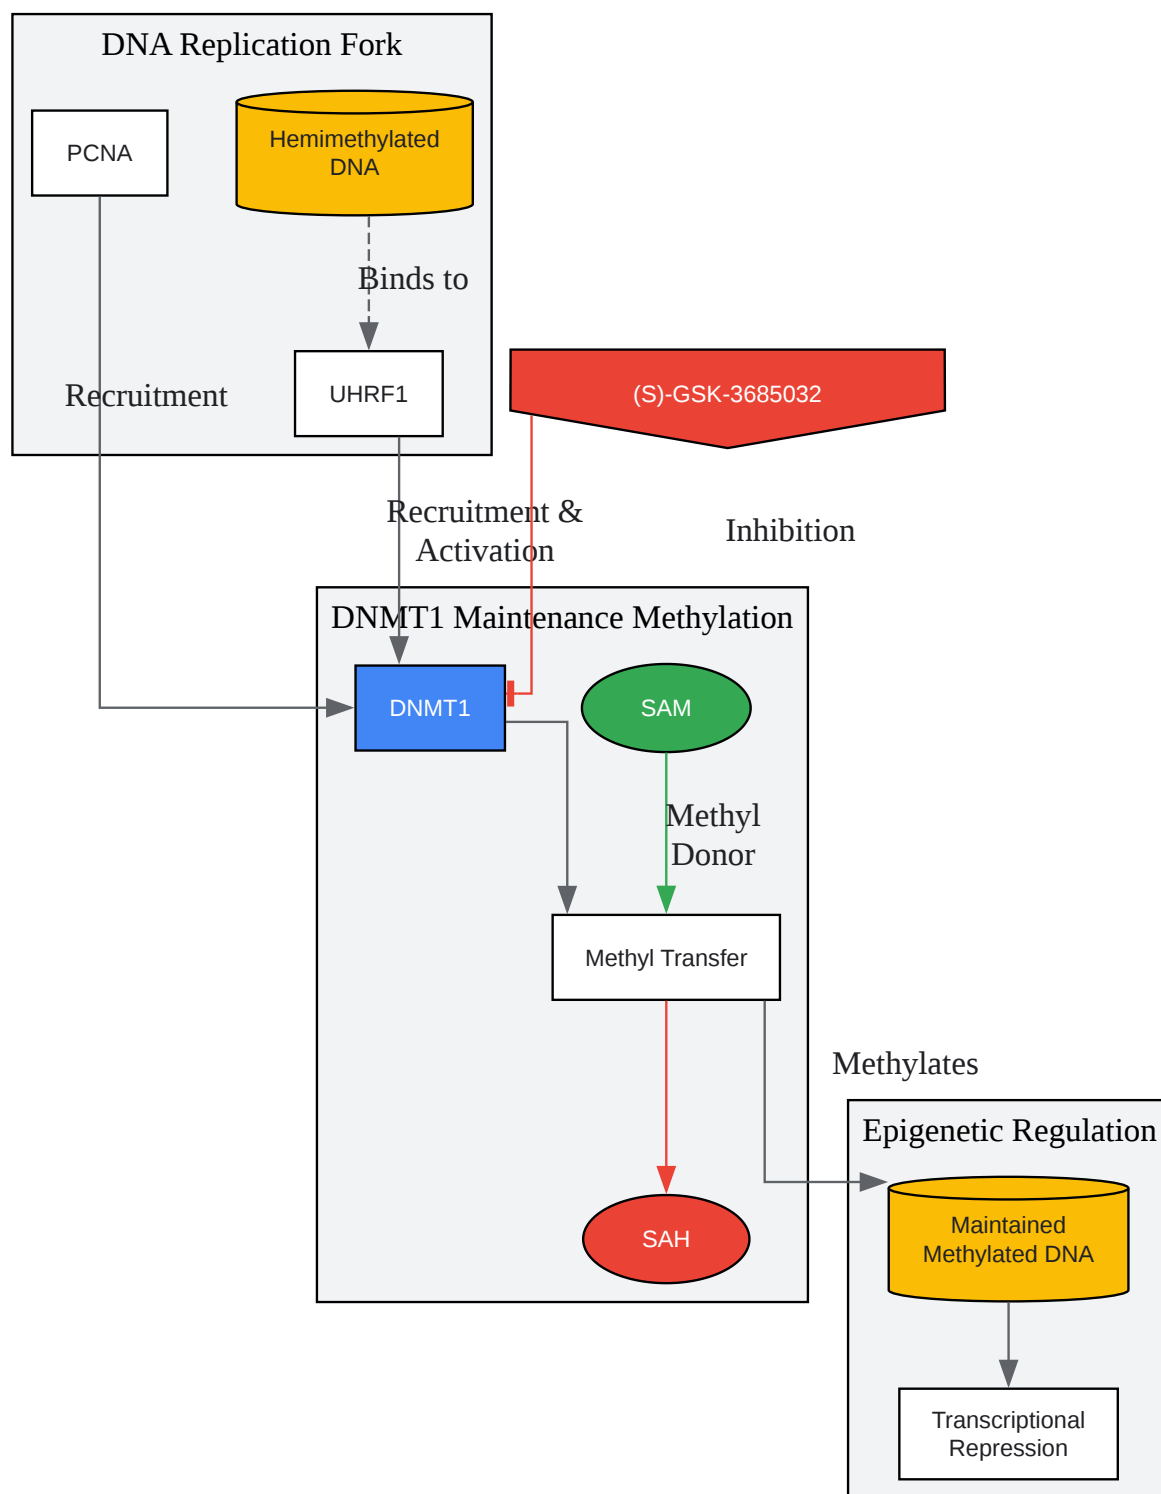 DNA Replication Fork
PCNA
Hemimethylated
DNA
Binds to
Recruitment
UHRF1
(S)-GSK-3685032
Recruitment &
Activation
Inhibition
DNMT1 Maintenance Methylation
DNMT1
SAM
Methyl
Donor
Methyl Transfer
Methylates
Epigenetic Regulation
Maintained
Methylated DNA
SAH
Transcriptional
Repression